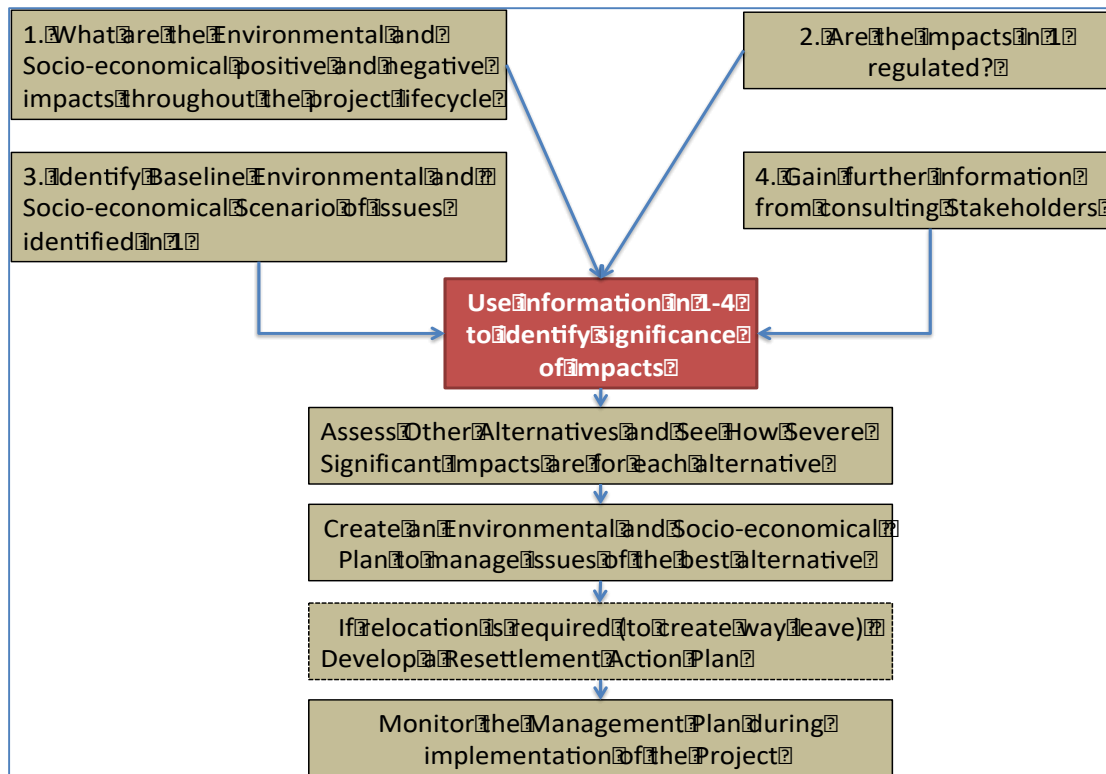 1. What are the Environmental and
Socio-economical positive and negative
impacts throughout the project lifecycle
2. Are the impacts in 1
regulated?
3. Identify Baseline Environmental and
Socio-economical Scenario of issues
identified in 1
4. Gain further information
from consulting Stakeholders
Use information in 1-4
to identify significance
of impacts
Assess Other Alternatives and See How Severe
Significant Impacts are for each alternative
Create an Environmental and Socio-economical
Plan to manage issues of the best alternative
If relocation is required (to create way leave)
Develop a Resettlement Action Plan
Monitor the Management Plan during
implementation of the Project